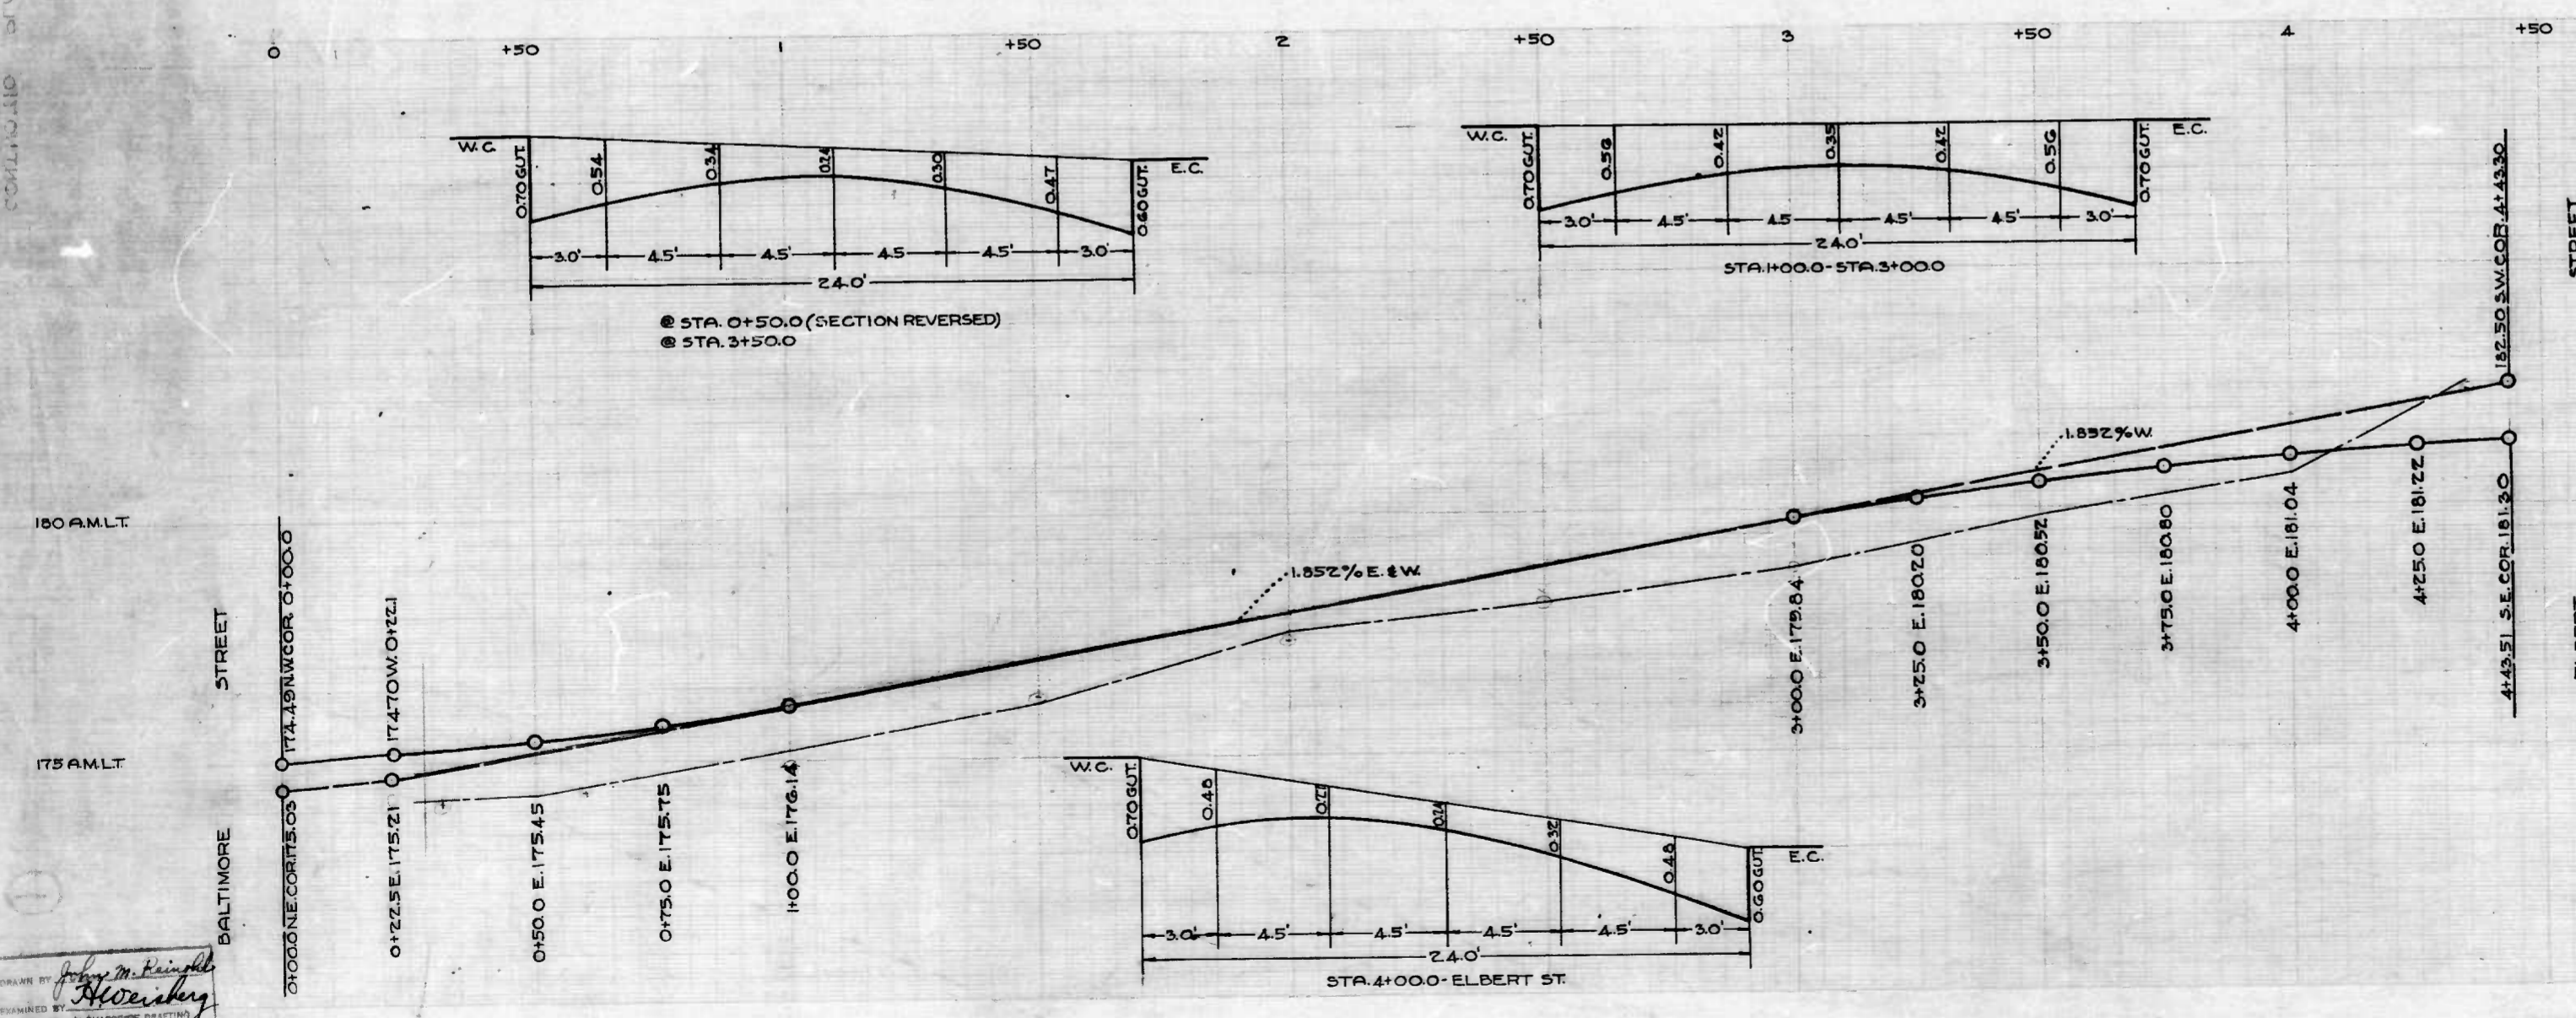 0 +50 1 +50 2 +50 3 +50 4 +50
W.C. 0.70 GUT. 0.54 0.34 0.24 0.30 0.47 0.60 GUT. E.C.
3.0' 4.5' 4.5' 4.5 4.5' 3.0'
24.0'
@ STA. 0+50.0 (SECTION REVERSED)
@ STA. 3+50.0
W.C. 0.70 GUT. 0.56 0.42 0.35 0.42 0.56 0.70 GUT. E.C.
3.0' 4.5' 4.5 4.5' 4.5' 3.0'
24.0'
STA. 1+00.0 - STA. 3+00.0
182.50 S.W. COR. 4+43.30
STREET
1.852% W.
180 A.M.L.T.
1.852% E. & W.
175 A.M.L.T.
BALTIMORE STREET
174.49 N.W. COR. 0+00.0
174.70 W. 0+22.1
0+00.0 N.E. COR. 175.03
0+22.5 E. 175.21
0+50.0 E. 175.45
0+75.0 E. 175.75
1+00.0 E. 176.14
3+00.0 E. 179.84
3+25.0 E. 180.20
3+50.0 E. 180.52
3+75.0 E. 180.80
4+00.0 E. 181.04
4+25.0 E. 181.22
4+43.51 S.E. COR. 181.30
W.C. 0.70 GUT. 0.48 0.27 0.24 0.32 0.48 0.60 GUT. E.C.
3.0' 4.5' 4.5' 4.5' 4.5' 3.0'
24.0'
STA. 4+00.0 - ELBERT ST.
DRAWN BY John M. Reinohl
EXAMINED BY H Weisberg